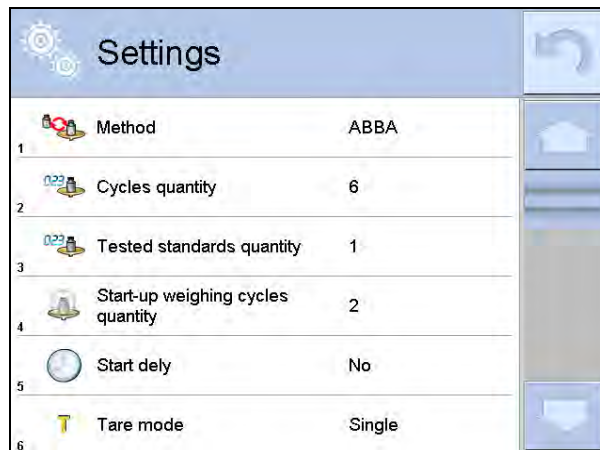 Settings
1 Method ABBA
2 Cycles quantity 6
3 Tested standards quantity 1
Start-up weighing cycles
4 quantity 2
5 Start dely No
6 T Tare mode Single